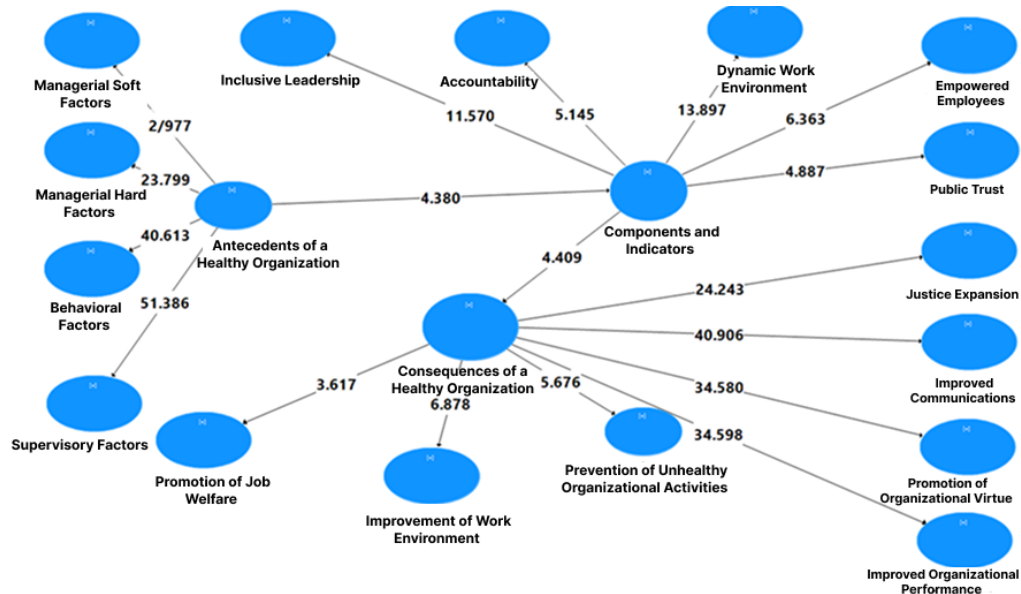 Managerial Soft
Factors
Inclusive Leadership
Accountability
Dynamic Work
Environment
Empowered
Employees
2/977
11.570
5.145
13.897
6.363
Managerial Hard
Factors
23.799
4.380
4.887
Public Trust
Antecedents of a
Healthy Organization
Components and
Indicators
40.613
Behavioral
Factors
51.386
4.409
24.243
Justice Expansion
Supervisory Factors
Consequences of a
Healthy Organization
40.906
Improved
Communications
3.617
6.878
5.676
34.580
34.598
Promotion of Job
Welfare
Improvement of Work
Environment
Prevention of Unhealthy
Organizational Activities
Promotion of
Organizational Virtue
Improved Organizational
Performance